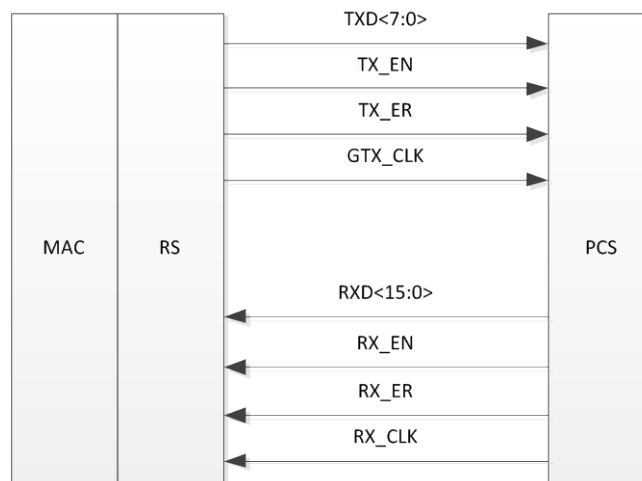 TXD<7:0>
TX_EN
TX_ER
GTX_CLK
MAC
RS
PCS
RXD<15:0>
RX_EN
RX_ER
RX_CLK